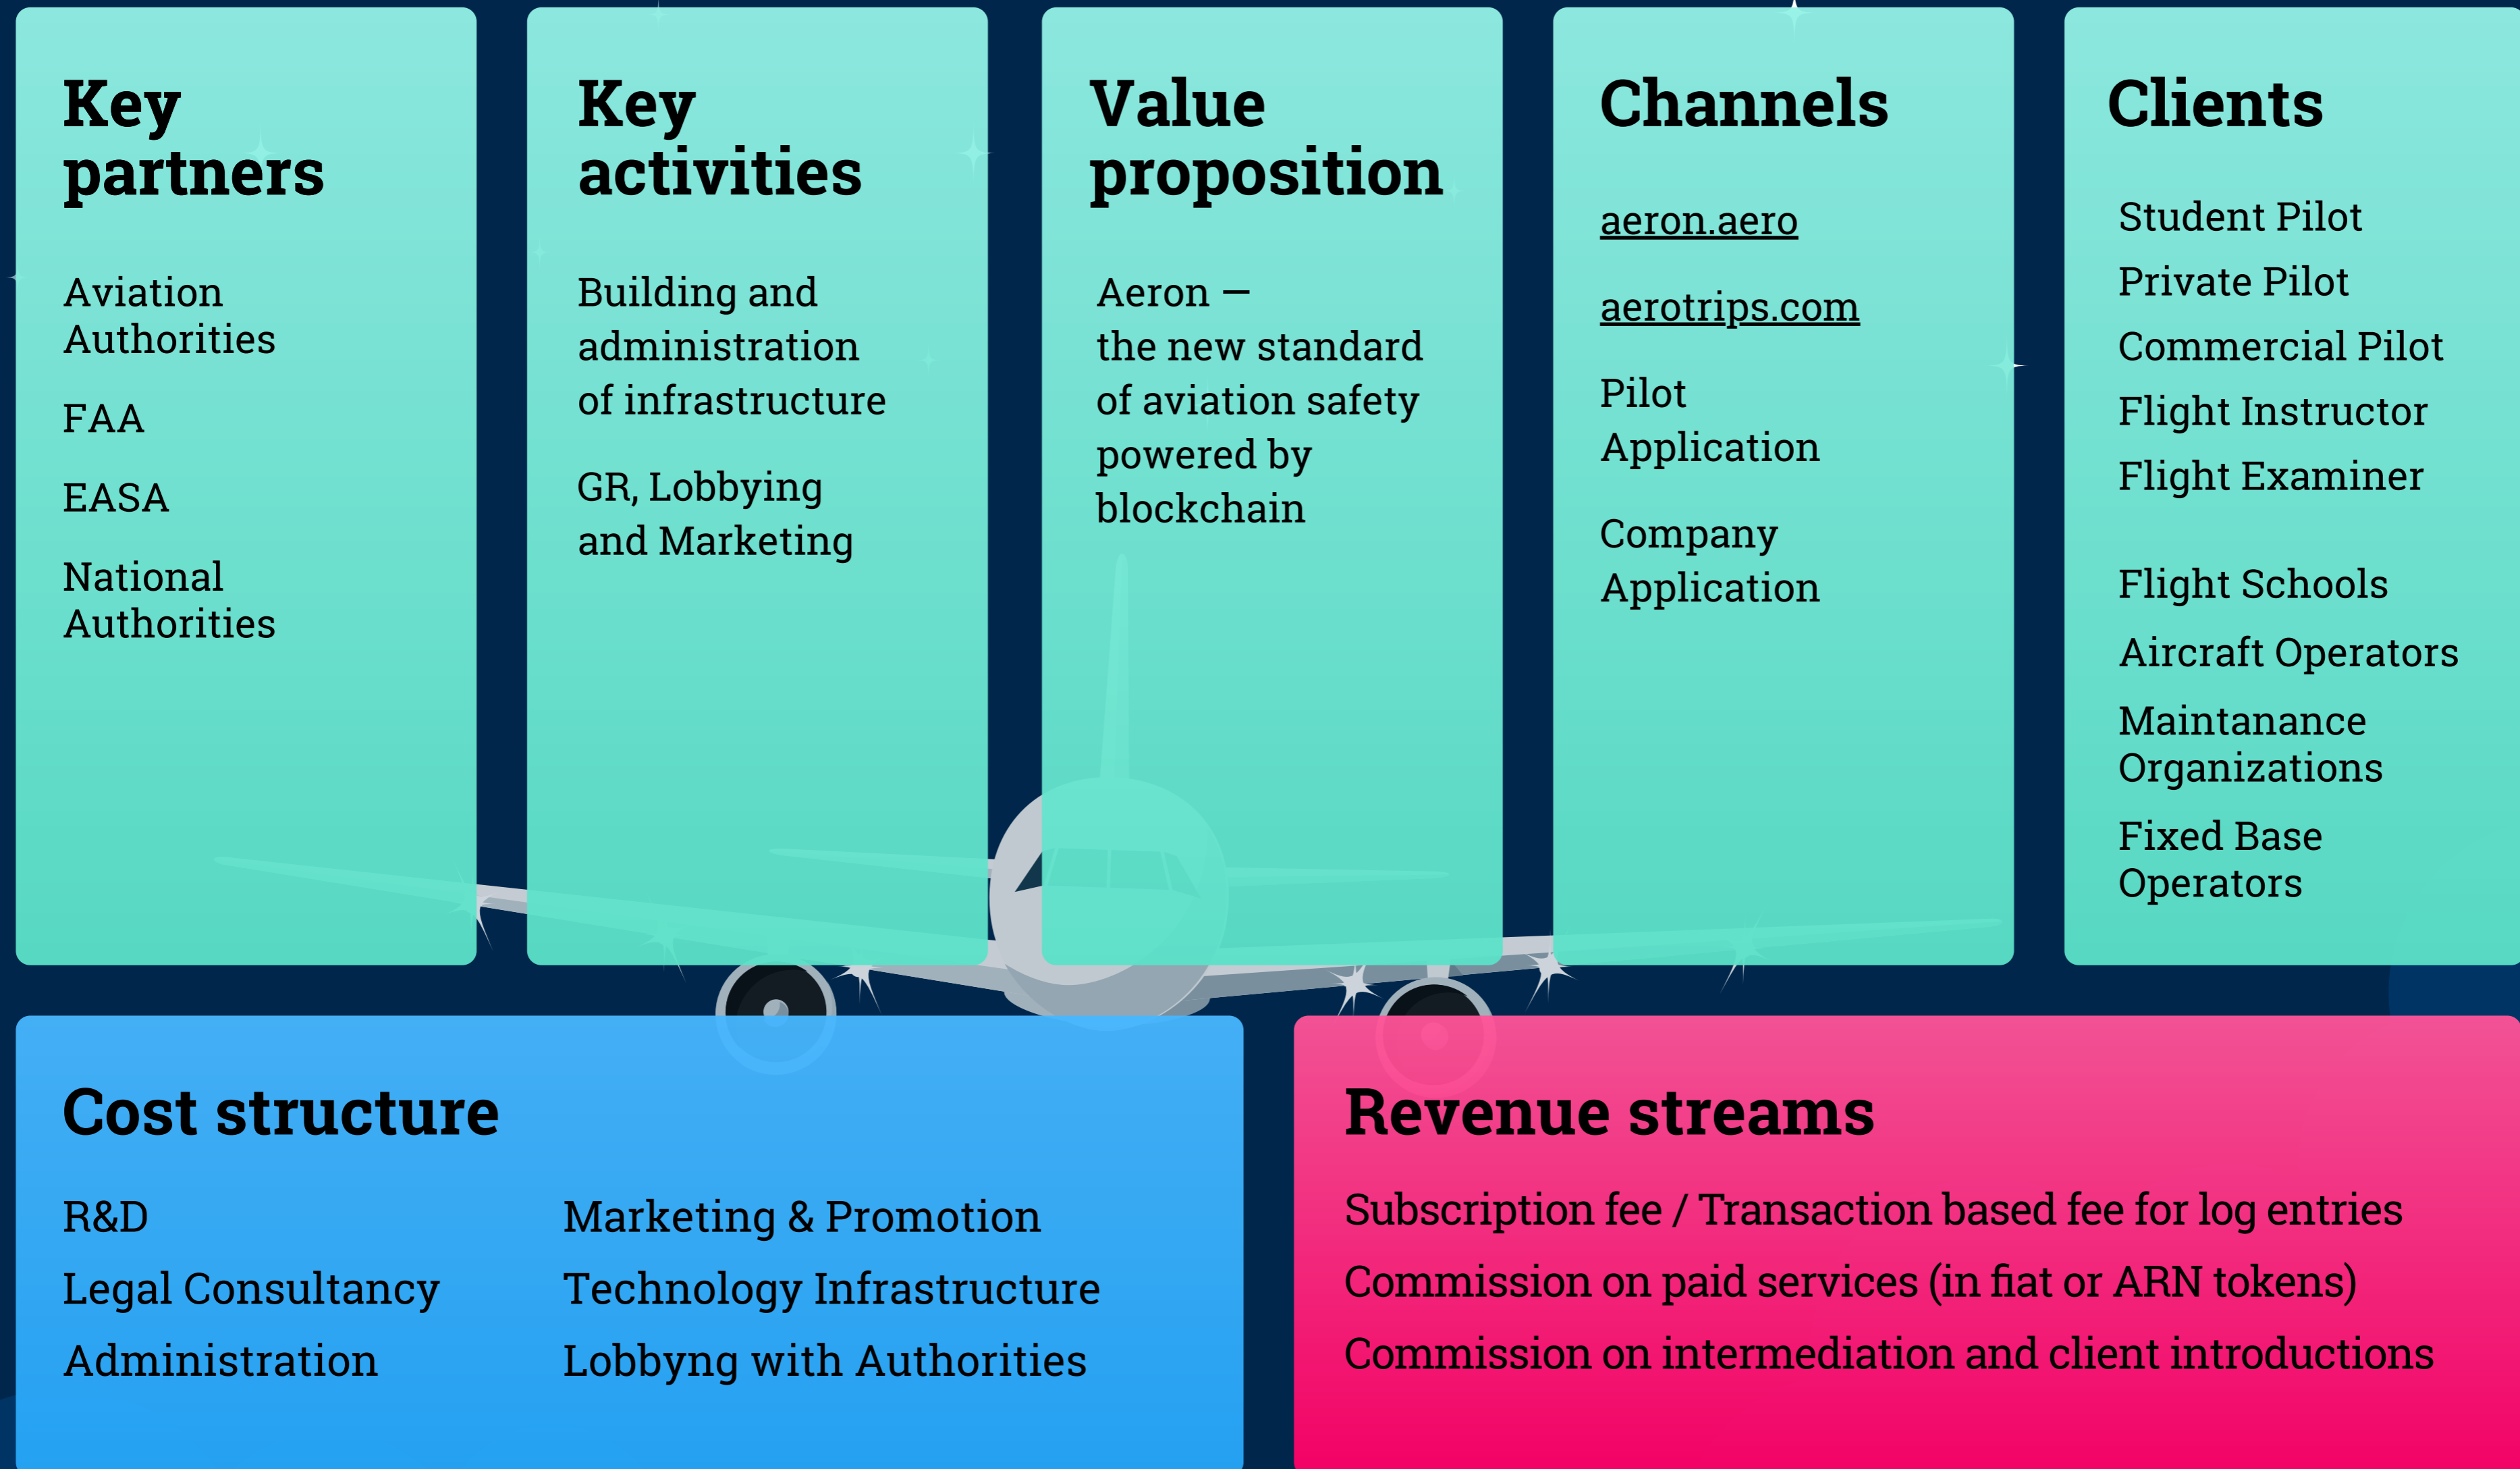 Key
partners
Aviation
Authorities
FAA
EASA
National
Authorities
Key
activities
Building and
administration
of infrastructure
GR, Lobbying
and Marketing
Value
proposition
Aeron —
the new standard
of aviation safety
powered by
blockchain
Channels
aeron.aero
aerotrips.com
Pilot
Application
Company
Application
Clients
Student Pilot
Private Pilot
Commercial Pilot
Flight Instructor
Flight Examiner
Flight Schools
Aircraft Operators
Maintanance
Organizations
Fixed Base
Operators
Cost structure
R&D
Legal Consultancy
Administration
Marketing & Promotion
Technology Infrastructure
Lobbyng with Authorities
Revenue streams
Subscription fee / Transaction based fee for log entries
Commission on paid services (in fiat or ARN tokens)
Commission on intermediation and client introductions